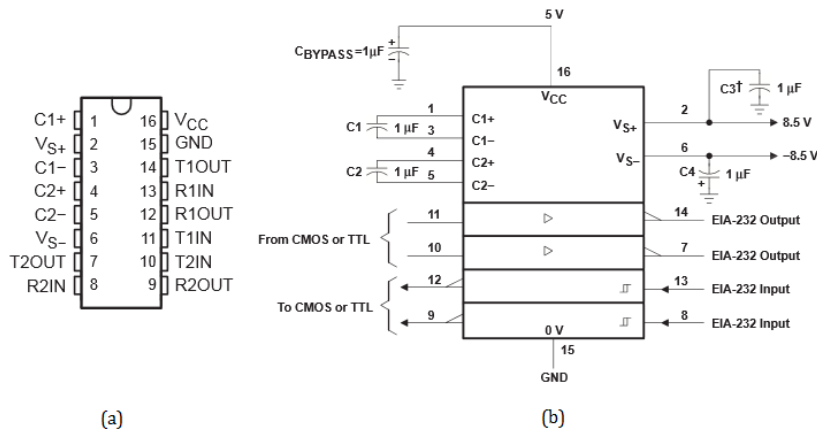 C1+ 1 16 VCC
VS+ 2 15 GND
C1− 3 14 T1OUT
C2+ 4 13 R1IN
C2− 5 12 R1OUT
VS− 6 11 T1IN
T2OUT 7 10 T2IN
R2IN 8 9 R2OUT
(a)
5 V
CBYPASS=1μF
+
−
16
VCC
1
C1+
C1 1 μF
3
C1−
4
C2+
C2 1 μF
5
C2−
2
VS+
C3† 1 μF
8.5 V
6
VS−
−8.5 V
C4 1 μF
+
From CMOS or TTL
11
14 EIA-232 Output
10
7 EIA-232 Output
To CMOS or TTL
12
13 EIA-232 Input
9
8 EIA-232 Input
0 V
15
GND
(b)